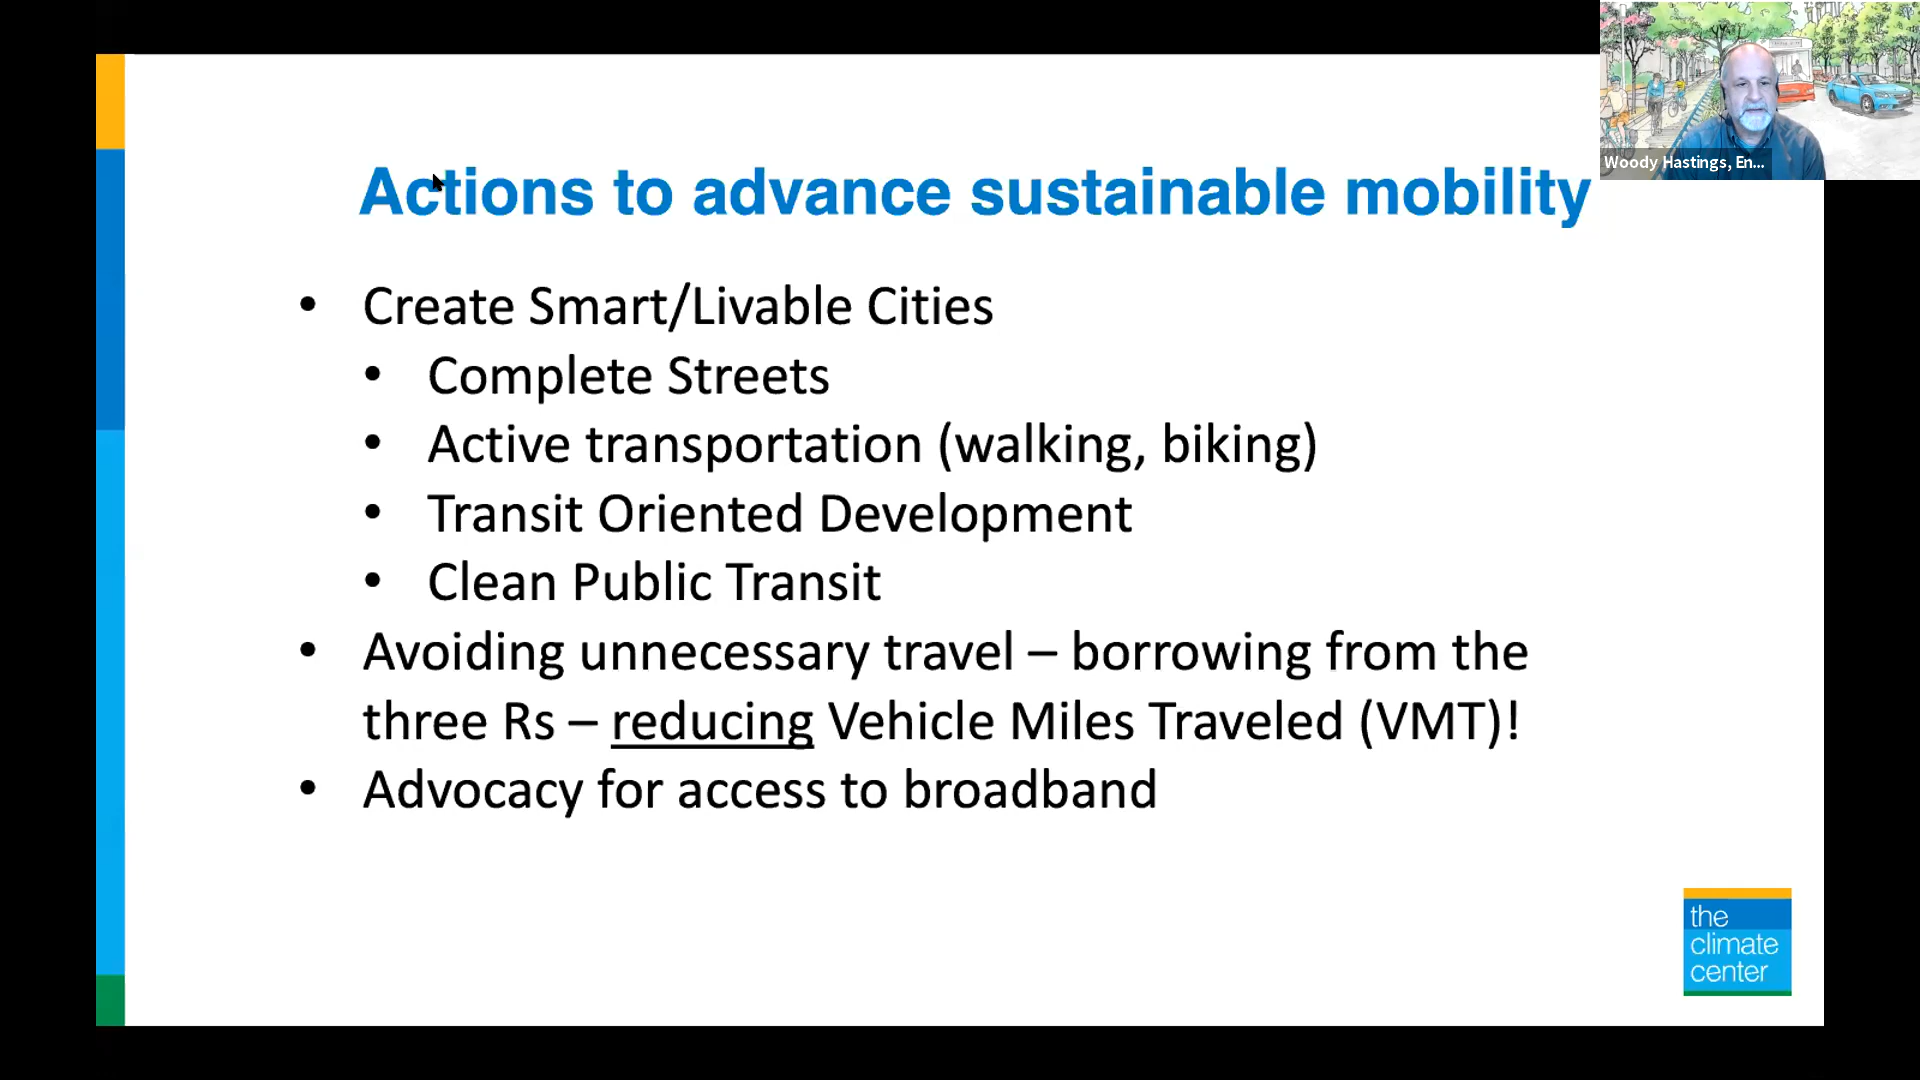 Woody Hastings, En...
Actions to advance sustainable mobility
• Create Smart/Livable Cities
• Complete Streets
• Active transportation (walking, biking)
• Transit Oriented Development
• Clean Public Transit
• Avoiding unnecessary travel – borrowing from the
three Rs – reducing Vehicle Miles Traveled (VMT)!
• Advocacy for access to broadband
the
climate
center